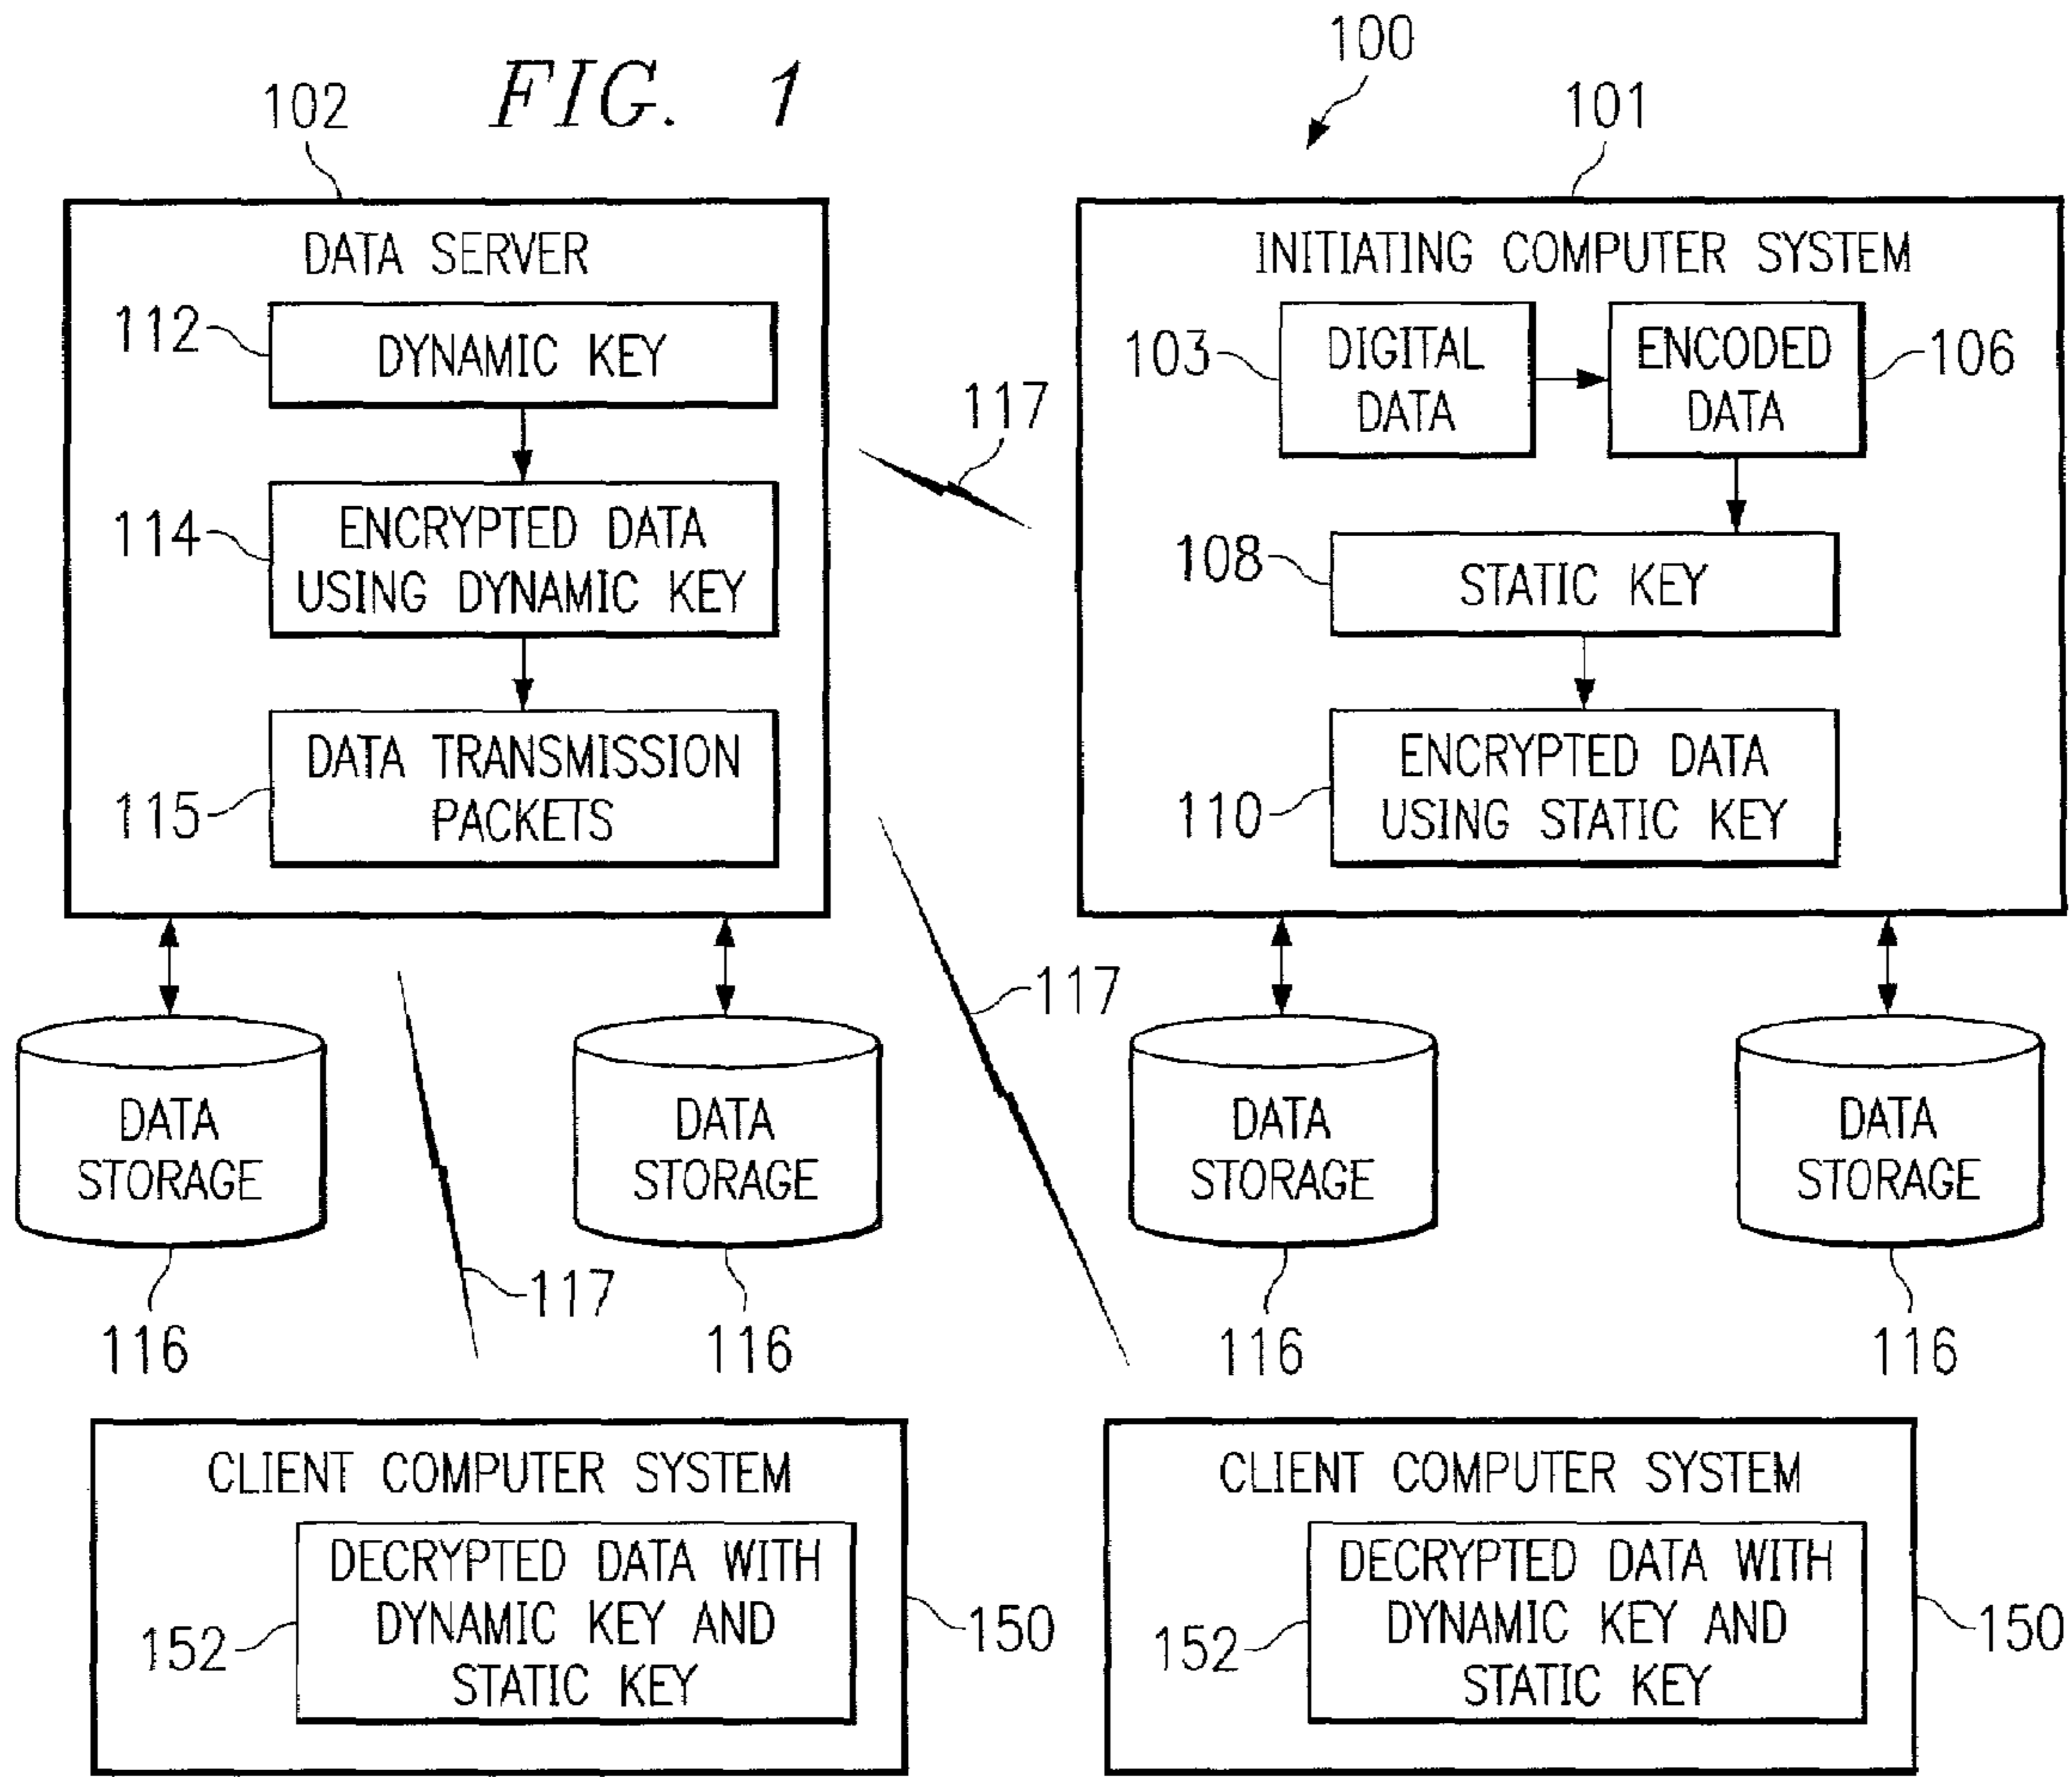 FIG. 1
100
102
101
DATA SERVER
112
DYNAMIC KEY
114
ENCRYPTED DATA
USING DYNAMIC KEY
115
DATA TRANSMISSION
PACKETS
117
INITIATING COMPUTER SYSTEM
103
DIGITAL
DATA
ENCODED
DATA
106
108
STATIC KEY
110
ENCRYPTED DATA
USING STATIC KEY
117
117
DATA
STORAGE
116
DATA
STORAGE
116
DATA
STORAGE
116
DATA
STORAGE
116
CLIENT COMPUTER SYSTEM
152
DECRYPTED DATA WITH
DYNAMIC KEY AND
STATIC KEY
150
CLIENT COMPUTER SYSTEM
152
DECRYPTED DATA WITH
DYNAMIC KEY AND
STATIC KEY
150